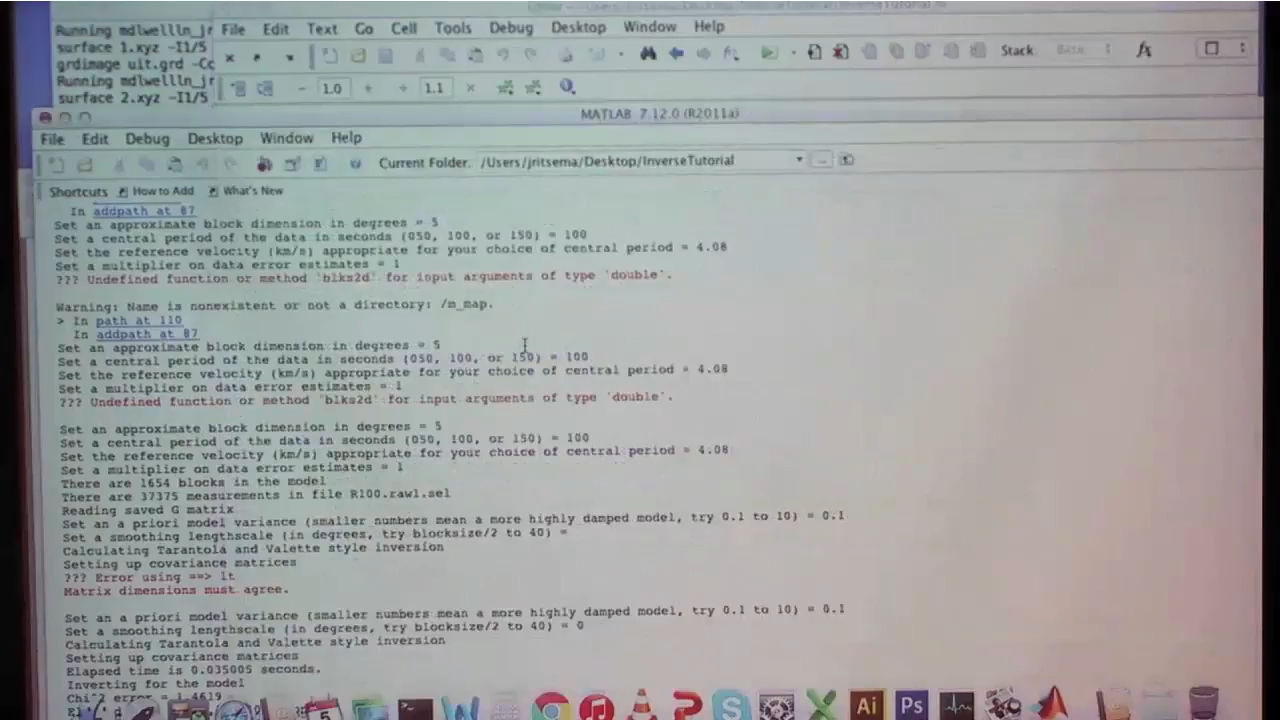 Running mdlwellln_jr
File Edit Text Go Cell Tools Debug Desktop Window Help
surface 1.xyz -I1/5
Stack: Base
grdimage uit.grd -Cc
Running mdlwellln_jr
1.0
1.1
surface 2.xyz -I1/5
MATLAB 7.12.0 (R2011a)
File Edit Debug Desktop Window Help
Current Folder: /Users/jritsema/Desktop/InverseTutorial
Shortcuts How to Add What's New
In addpath at 87
Set an approximate block dimension in degrees = 5
Set a central period of the data in seconds (050, 100, or 150) = 100
Set the reference velocity (km/s) appropriate for your choice of central period = 4.08
Set a multiplier on data error estimates = 1
??? Undefined function or method 'blks2d' for input arguments of type 'double'.
Warning: Name is nonexistent or not a directory: /m_map.
> In path at 110
In addpath at 87
Set an approximate block dimension in degrees = 5
Set a central period of the data in seconds (050, 100, or 150) = 100
Set the reference velocity (km/s) appropriate for your choice of central period = 4.08
Set a multiplier on data error estimates = 1
??? Undefined function or method 'blks2d' for input arguments of type 'double'.
Set an approximate block dimension in degrees = 5
Set a central period of the data in seconds (050, 100, or 150) = 100
Set the reference velocity (km/s) appropriate for your choice of central period = 4.08
Set a multiplier on data error estimates = 1
There are 1654 blocks in the model
There are 37375 measurements in file R100.raw1.sel
Reading saved G matrix
Set an a priori model variance (smaller numbers mean a more highly damped model, try 0.1 to 10) = 0.1
Set a smoothing lengthscale (in degrees, try blocksize/2 to 40) =
Calculating Tarantola and Valette style inversion
Setting up covariance matrices
??? Error using ==> lt
Matrix dimensions must agree.
Set an a priori model variance (smaller numbers mean a more highly damped model, try 0.1 to 10) = 0.1
Set a smoothing lengthscale (in degrees, try blocksize/2 to 40) = 0
Calculating Tarantola and Valette style inversion
Setting up covariance matrices
Elapsed time is 0.035005 seconds.
Inverting for the model
Chi^2 error = 1.4619
5
W
P
S
X
Ai
Ps